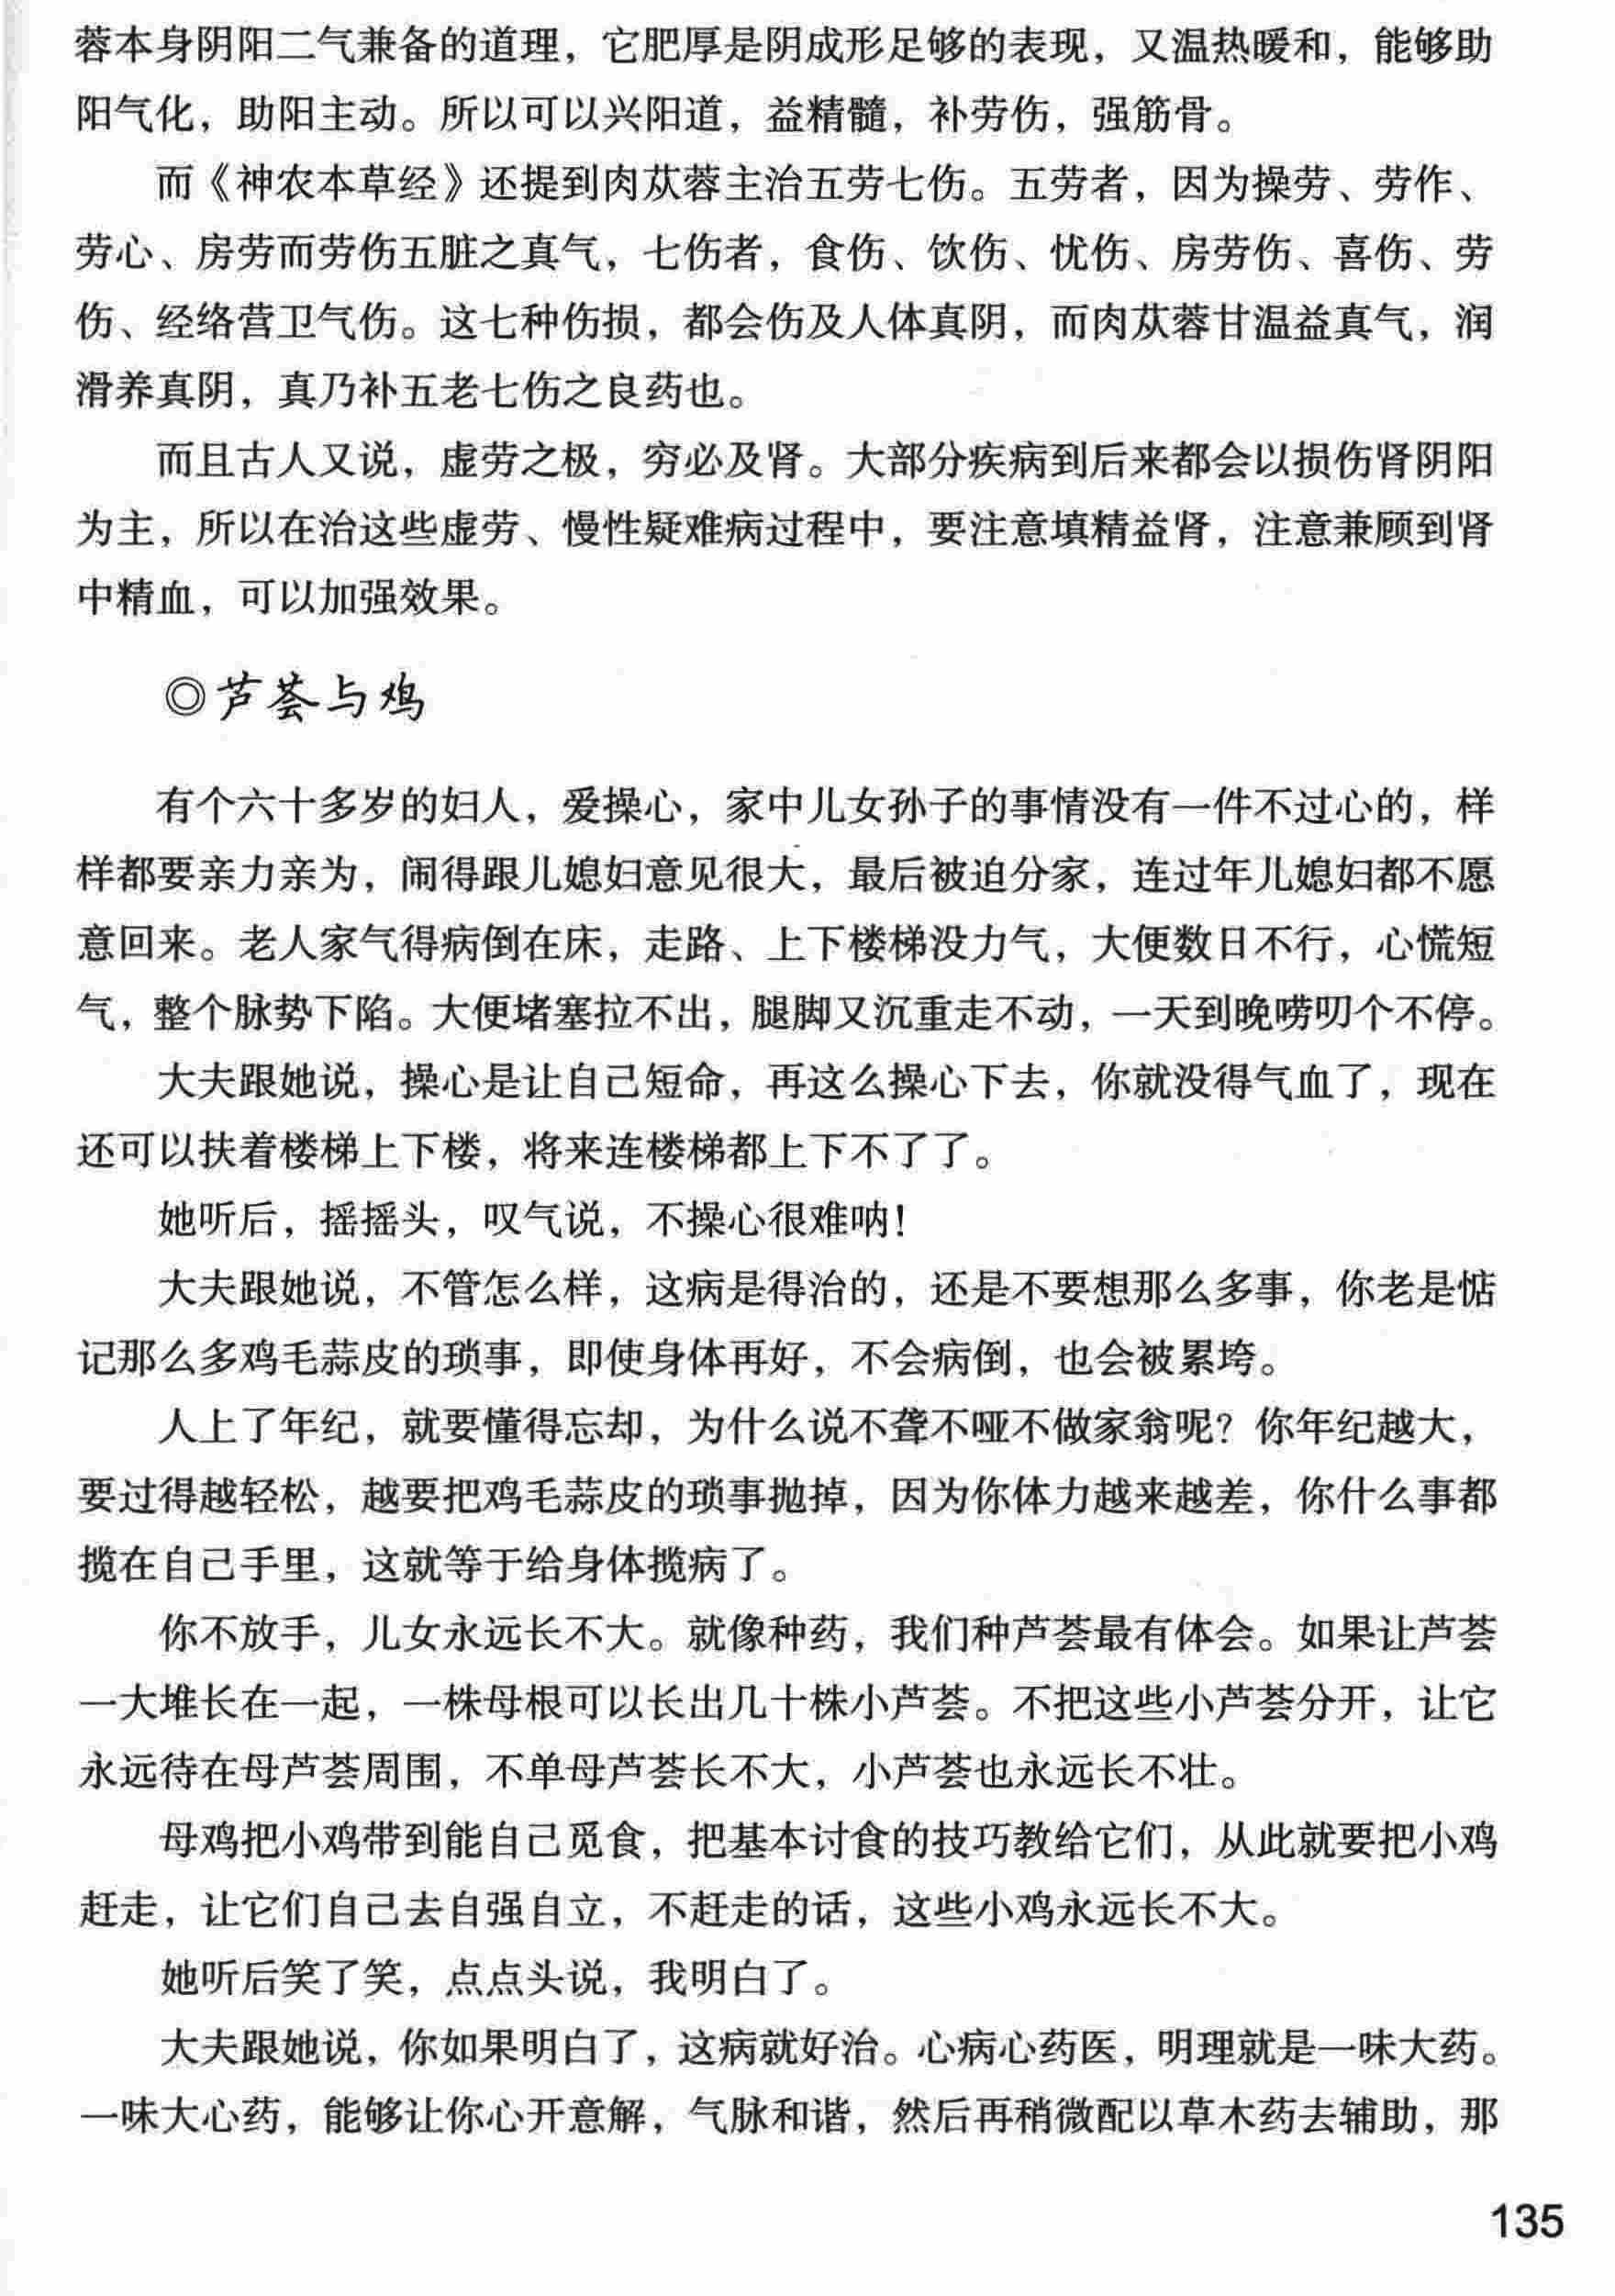 蓉本身阴阳二气兼备的道理，它肥厚是阴成形足够的表现，又温热暖和，能够助
阳气化，助阳主动。所以可以兴阳道，益精髓，补劳伤，强筋骨。
而《神农本草经》还提到肉苁蓉主治五劳七伤。五劳者，因为操劳、劳作、
劳心、房劳而劳伤五脏之真气，七伤者，食伤、饮伤、忧伤、房劳伤、喜伤、劳
伤、经络营卫气伤。这七种伤损，都会伤及人体真阴，而肉苁蓉甘温益真气，润
滑养真阴，真乃补五老七伤之良药也。
而且古人又说，虚劳之极，穷必及肾。大部分疾病到后来都会以损伤肾阴阳
为主，所以在治这些虚劳、慢性疑难病过程中，要注意填精益肾，注意兼顾到肾
中精血，可以加强效果。
◎芦荟与鸡
有个六十多岁的妇人，爱操心，家中儿女孙子的事情没有一件不过心的，样
样都要亲力亲为，闹得跟儿媳妇意见很大，最后被迫分家，连过年儿媳妇都不愿
意回来。老人家气得病倒在床，走路、上下楼梯没力气，大便数日不行，心慌短
气，整个脉势下陷。大便堵塞拉不出，腿脚又沉重走不动，一天到晚唠叨个不停。
大夫跟她说，操心是让自己短命，再这么操心下去，你就没得气血了，现在
还可以扶着楼梯上下楼，将来连楼梯都上下不了了。
她听后，摇摇头，叹气说，不操心很难呐！
大夫跟她说，不管怎么样，这病是得治的，还是不要想那么多事，你老是惦
记那么多鸡毛蒜皮的琐事，即使身体再好，不会病倒，也会被累垮。
人上了年纪，就要懂得忘却，为什么说不聋不哑不做家翁呢？你年纪越大，
要过得越轻松，越要把鸡毛蒜皮的琐事抛掉，因为你体力越来越差，你什么事都
揽在自己手里，这就等于给身体揽病了。
你不放手，儿女永远长不大。就像种药，我们种芦荟最有体会。如果让芦荟
一大堆长在一起，一株母根可以长出几十株小芦荟。不把这些小芦荟分开，让它
永远待在母芦荟周围，不单母芦荟长不大，小芦荟也永远长不壮。
母鸡把小鸡带到能自己觅食，把基本讨食的技巧教给它们，从此就要把小鸡
赶走，让它们自己去自强自立，不赶走的话，这些小鸡永远长不大。
她听后笑了笑，点点头说，我明白了。
大夫跟她说，你如果明白了，这病就好治。心病心药医，明理就是一味大药。
一味大心药，能够让你心开意解，气脉和谐，然后再稍微配以草木药去辅助，那
135